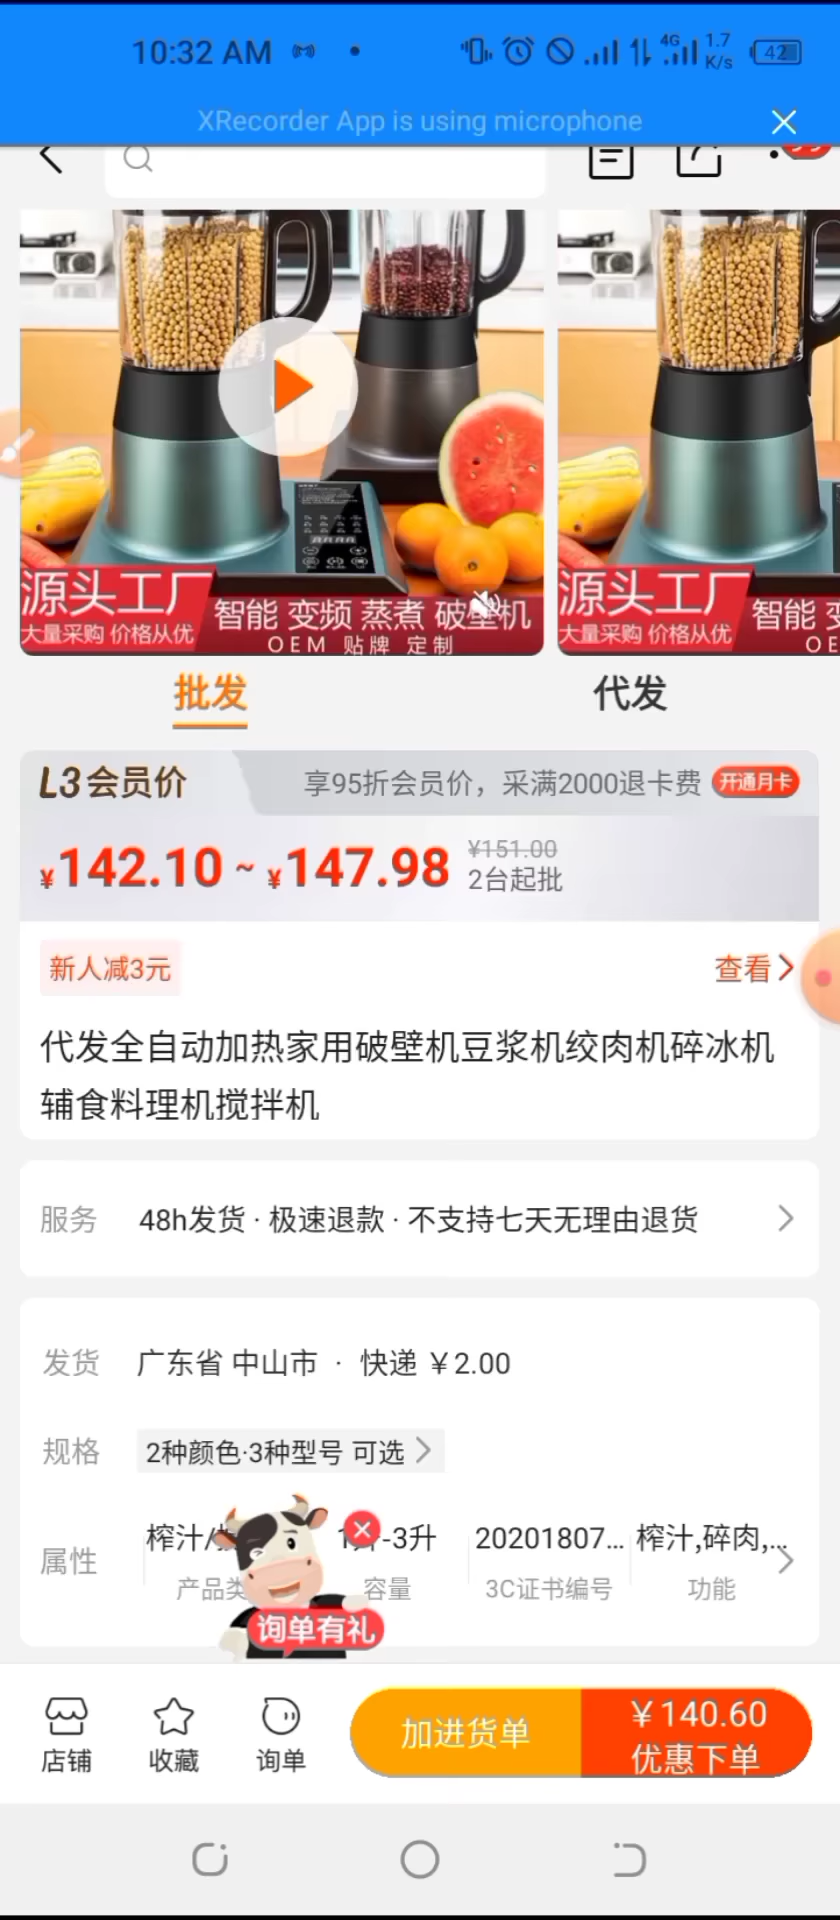 10:32 AM
4G 1.7 K/s 42
XRecorder App is using microphone
源头工厂
大量采购 价格从优
智能 变频 蒸煮 破壁机
OEM 贴牌 定制
源头工厂
大量采购 价格从优
智能
OE
批发 代发
L3会员价 享95折会员价，采满2000退卡费 开通月卡
¥142.10 ~ ¥147.98 ¥151.00
2台起批
新人减3元 查看
代发全自动加热家用破壁机豆浆机绞肉机碎冰机
辅食料理机搅拌机
服务 48h发货 · 极速退款 · 不支持七天无理由退货
发货 广东省 中山市 · 快递 ¥2.00
规格 2种颜色·3种型号 可选
属性 榨汁/ -3升 20201807... 榨汁,碎肉,...
产品类 容量 3C证书编号 功能
询单有礼
店铺 收藏 询单 加进货单 ¥140.60
优惠下单